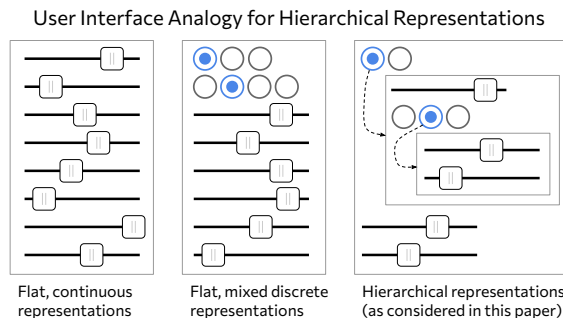 User Interface Analogy for Hierarchical Representations
Flat, continuous
representations
Flat, mixed discrete
representations
Hierarchical representations
(as considered in this paper)